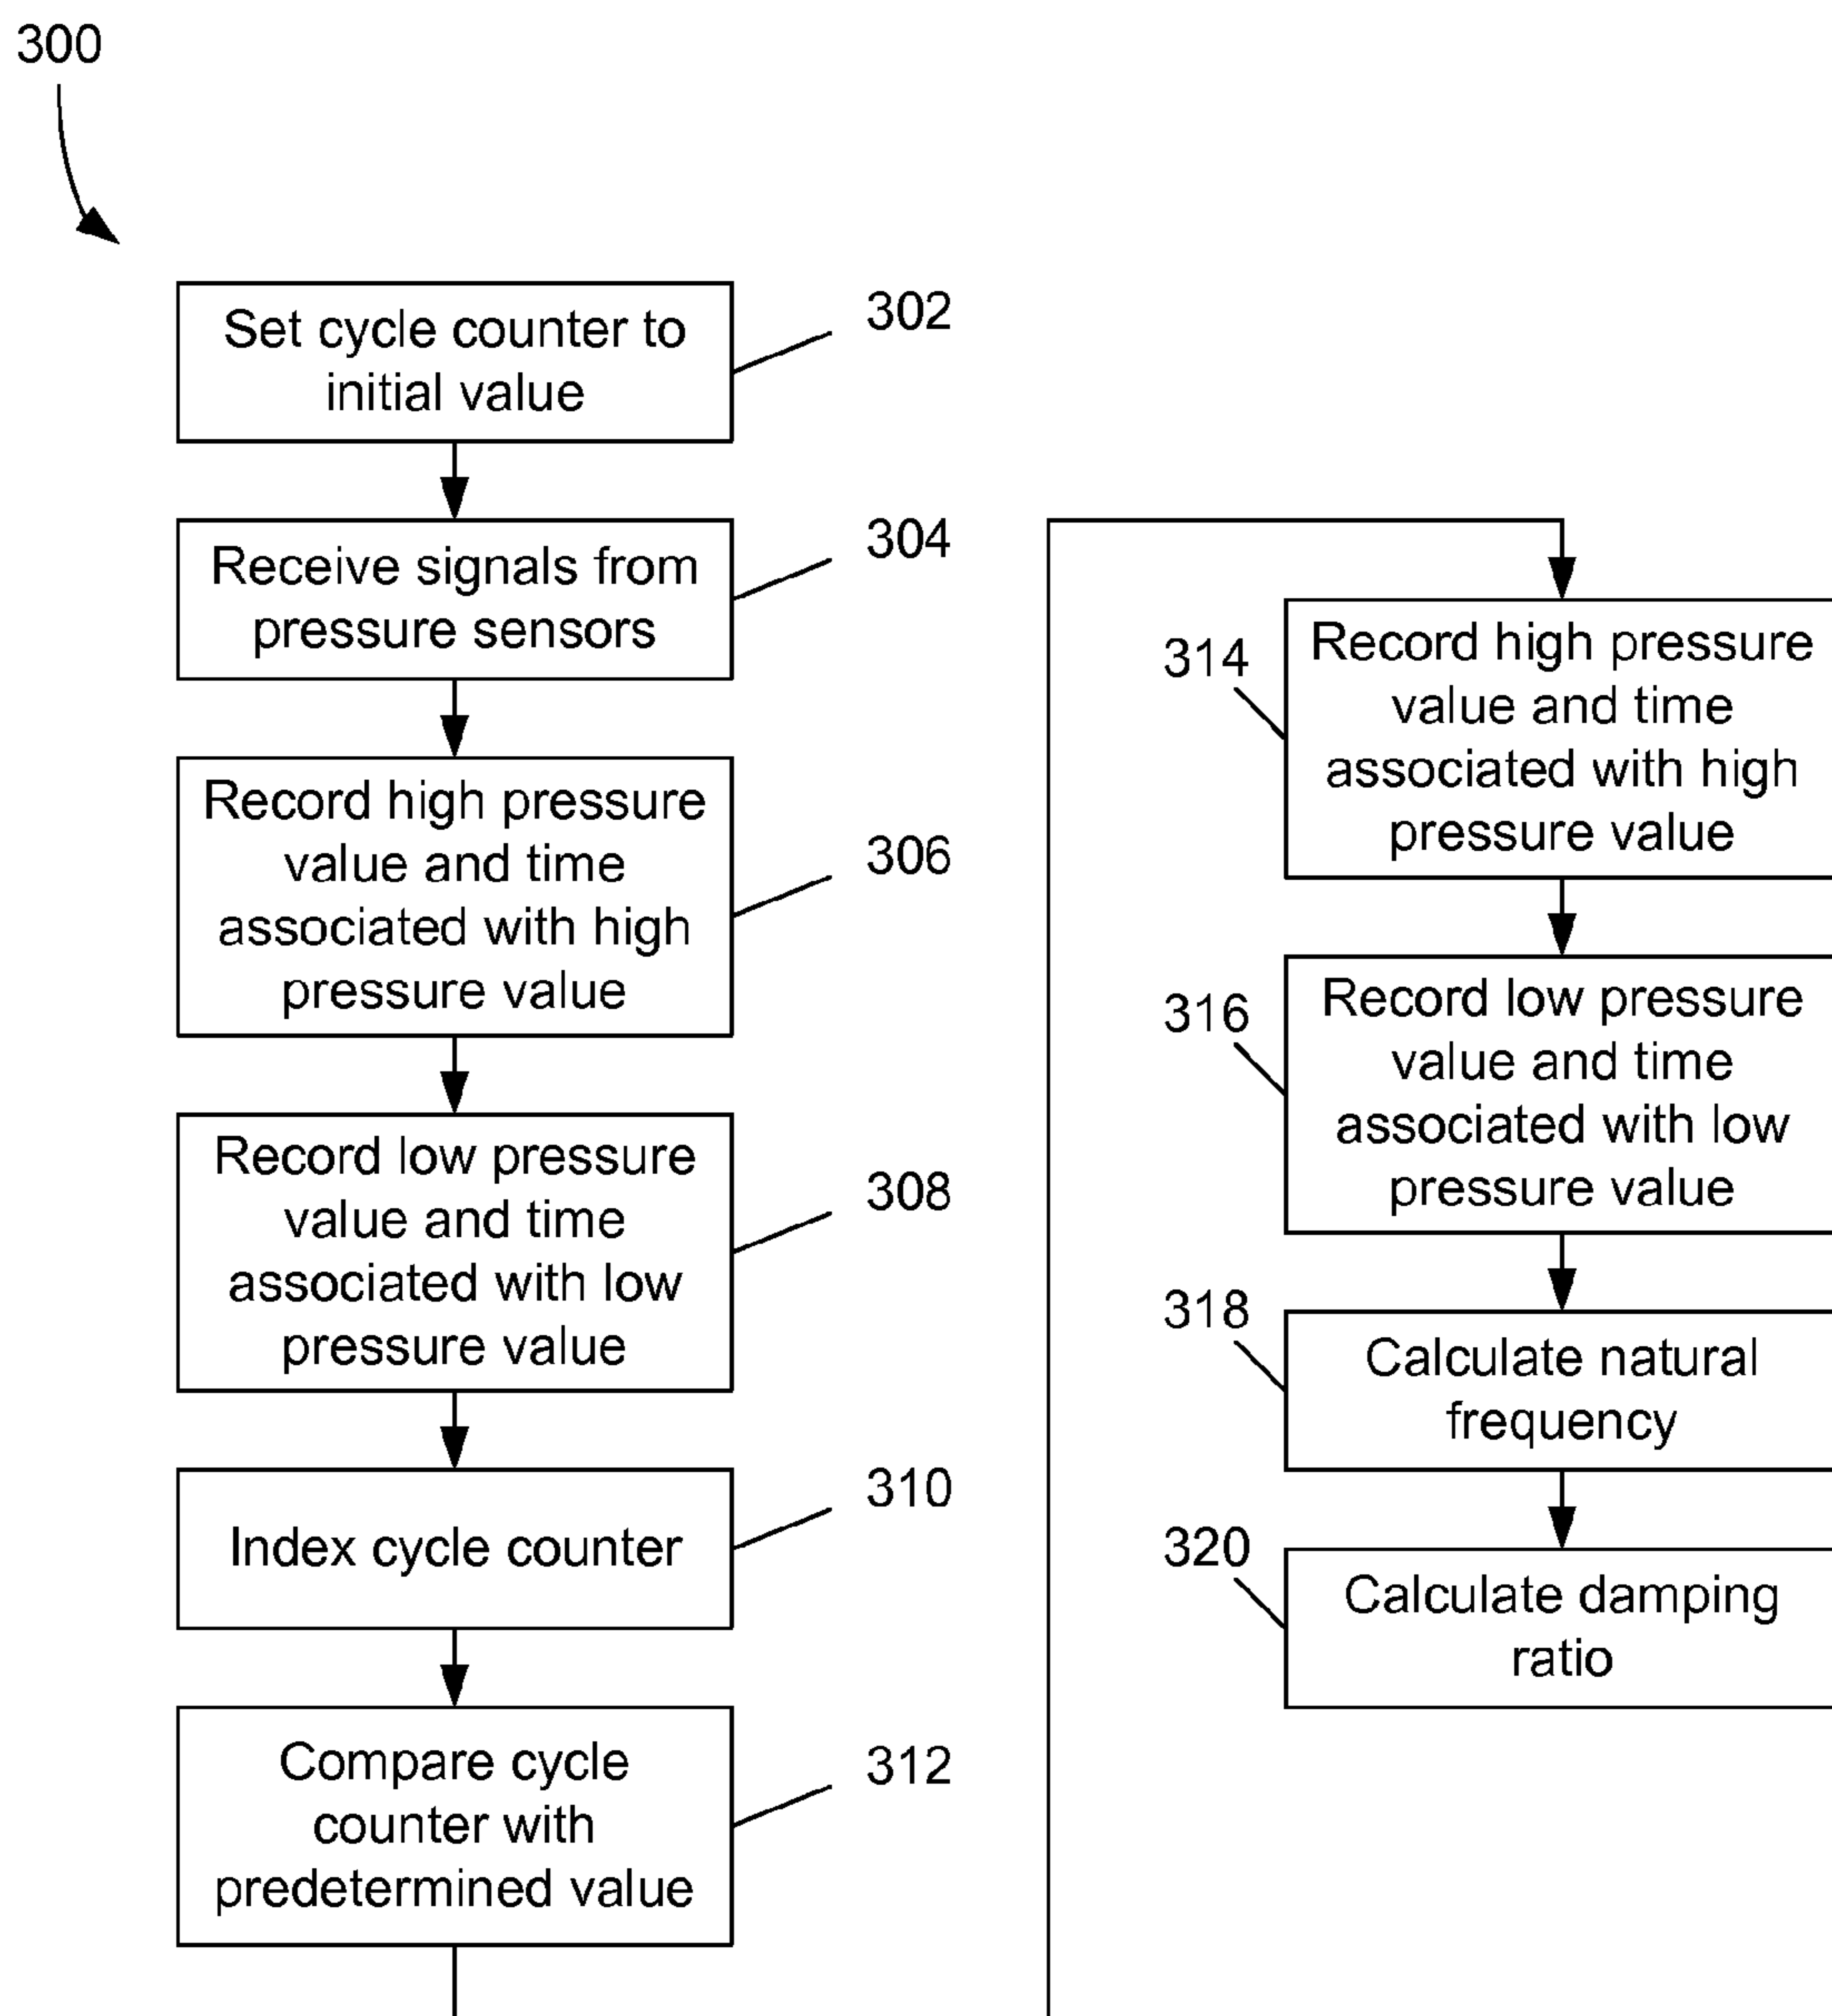 300
Set cycle counter to
initial value
302
Receive signals from
pressure sensors
304
Record high pressure
value and time
associated with high
pressure value
306
Record low pressure
value and time
associated with low
pressure value
308
Index cycle counter
310
Compare cycle
counter with
predetermined value
312
314
Record high pressure
value and time
associated with high
pressure value
316
Record low pressure
value and time
associated with low
pressure value
318
Calculate natural
frequency
320
Calculate damping
ratio